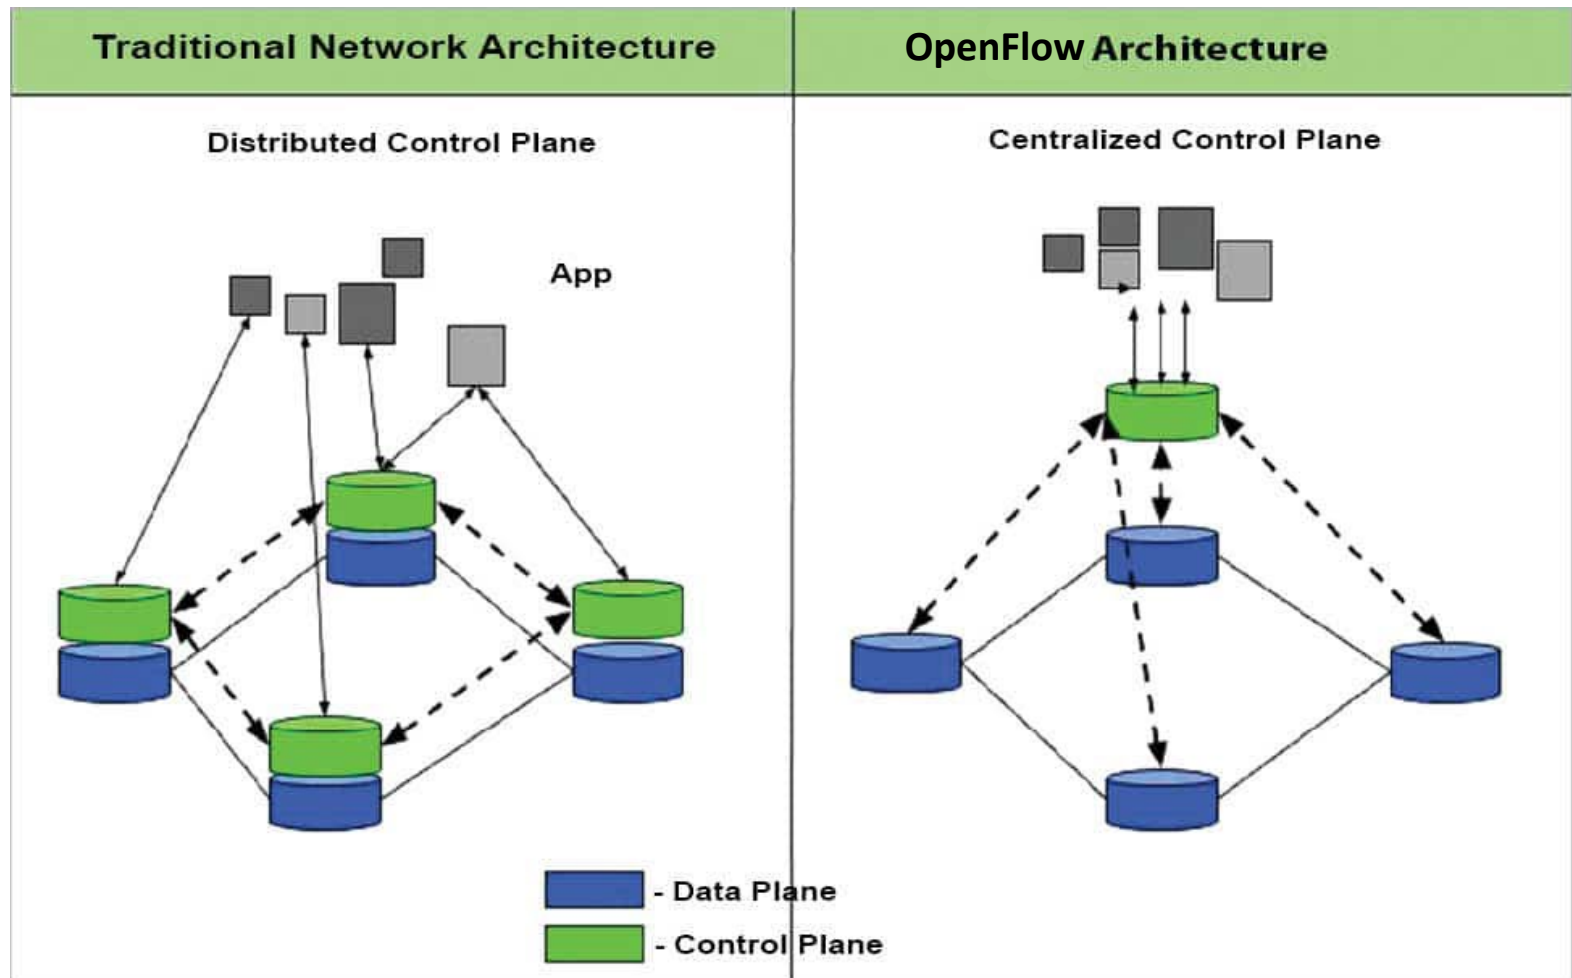 Traditional Network Architecture
OpenFlow Architecture
Distributed Control Plane
Centralized Control Plane
App
- Data Plane
- Control Plane